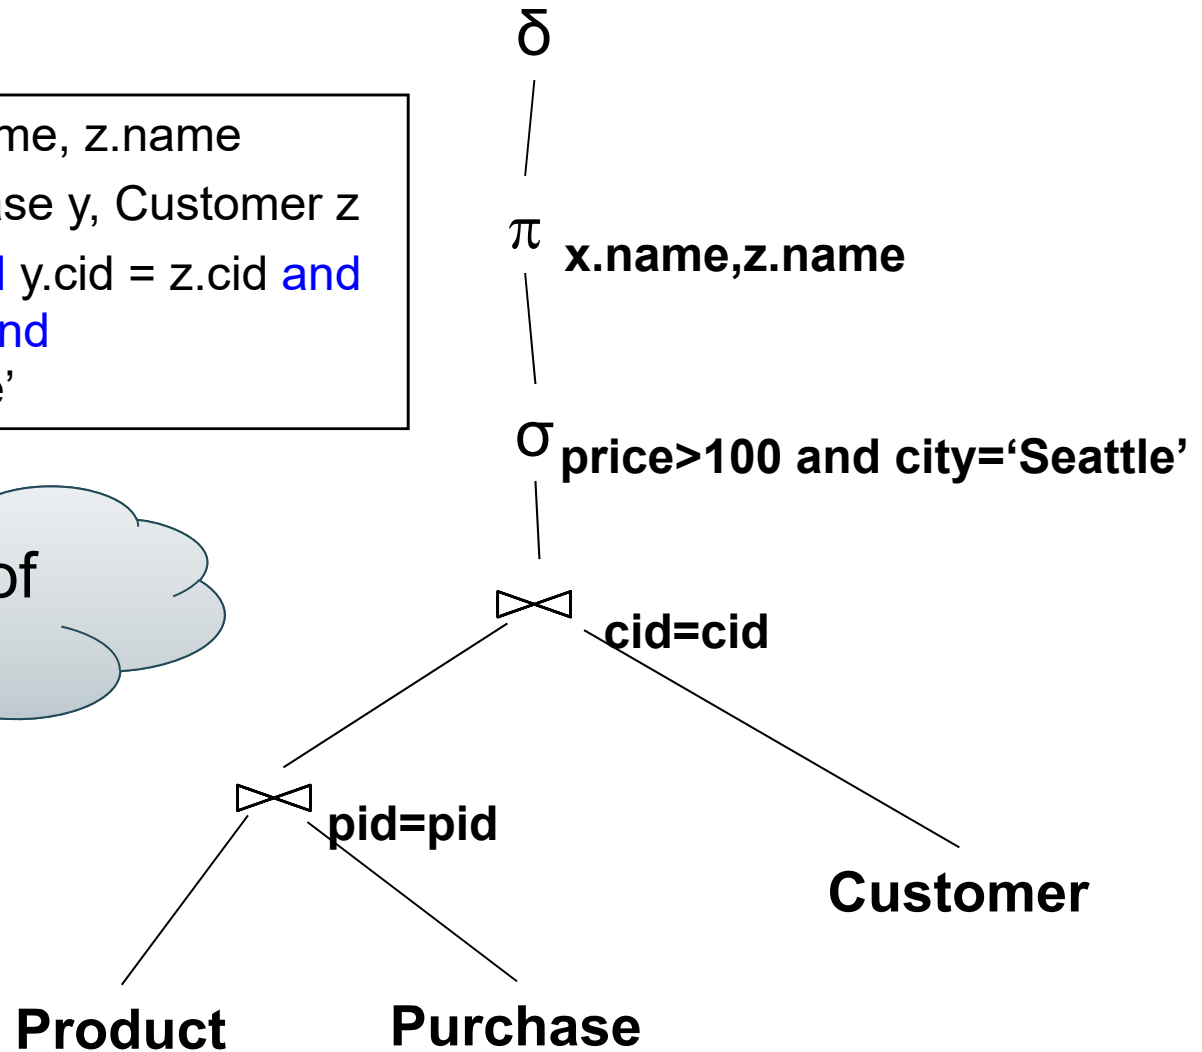 δ
me, z.name
ase y, Customer z
y.cid = z.cid and
nd
e’
π x.name,z.name
σ price>100 and city=‘Seattle’
of
cid=cid
pid=pid
Customer
Product
Purchase